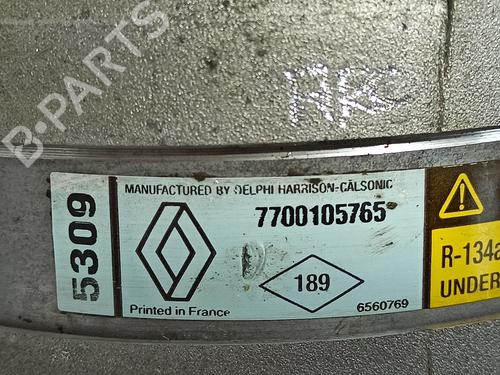 B-PARTS
5309
MANUFACTURED BY DELPHI HARRISON-CALSONIC
7700105765
189
Printed in France
6560769
R-134a
UNDER